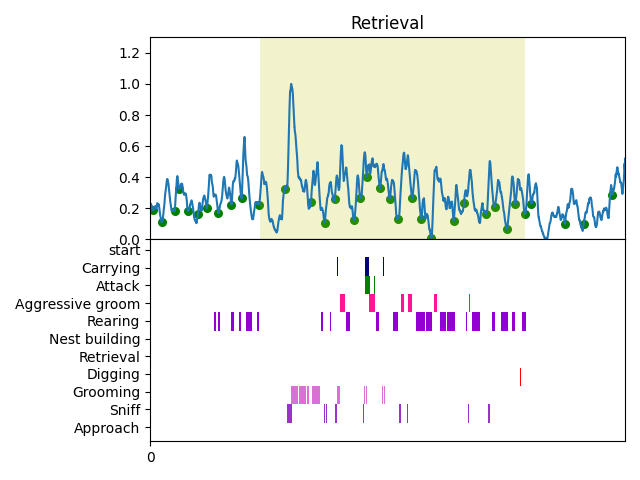 Retrieval
1.2
1.0
0.8
0.6
0.4
0.2
0.0
start
Carrying
Attack
Aggressive groom
Rearing
Nest building
Retrieval
Digging
Grooming
Sniff
Approach
0